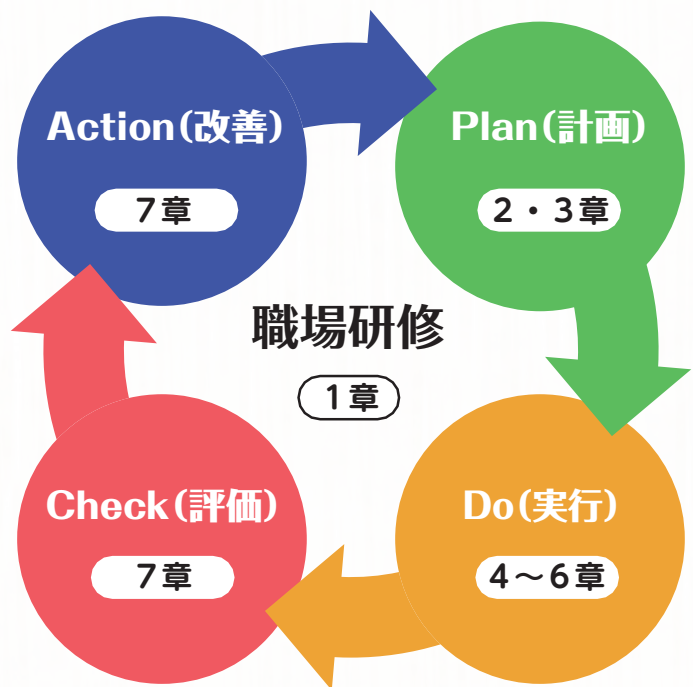 Action(改善)
7章
Plan(計画)
2・3章
職場研修
1章
Check(評価)
7章
Do(実行)
4～6章